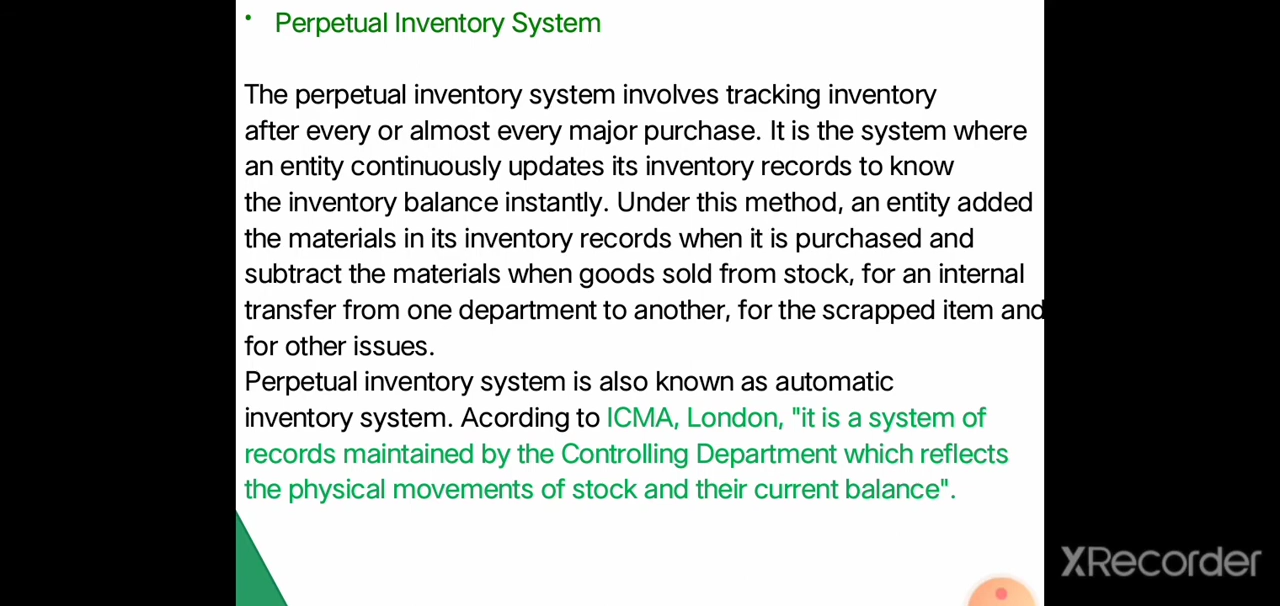 • Perpetual Inventory System
The perpetual inventory system involves tracking inventory
after every or almost every major purchase. It is the system where
an entity continuously updates its inventory records to know
the inventory balance instantly. Under this method, an entity added
the materials in its inventory records when it is purchased and
subtract the materials when goods sold from stock, for an internal
transfer from one department to another, for the scrapped item and
for other issues.
Perpetual inventory system is also known as automatic
inventory system. Acording to ICMA, London, "it is a system of
records maintained by the Controlling Department which reflects
the physical movements of stock and their current balance".
XRecorder